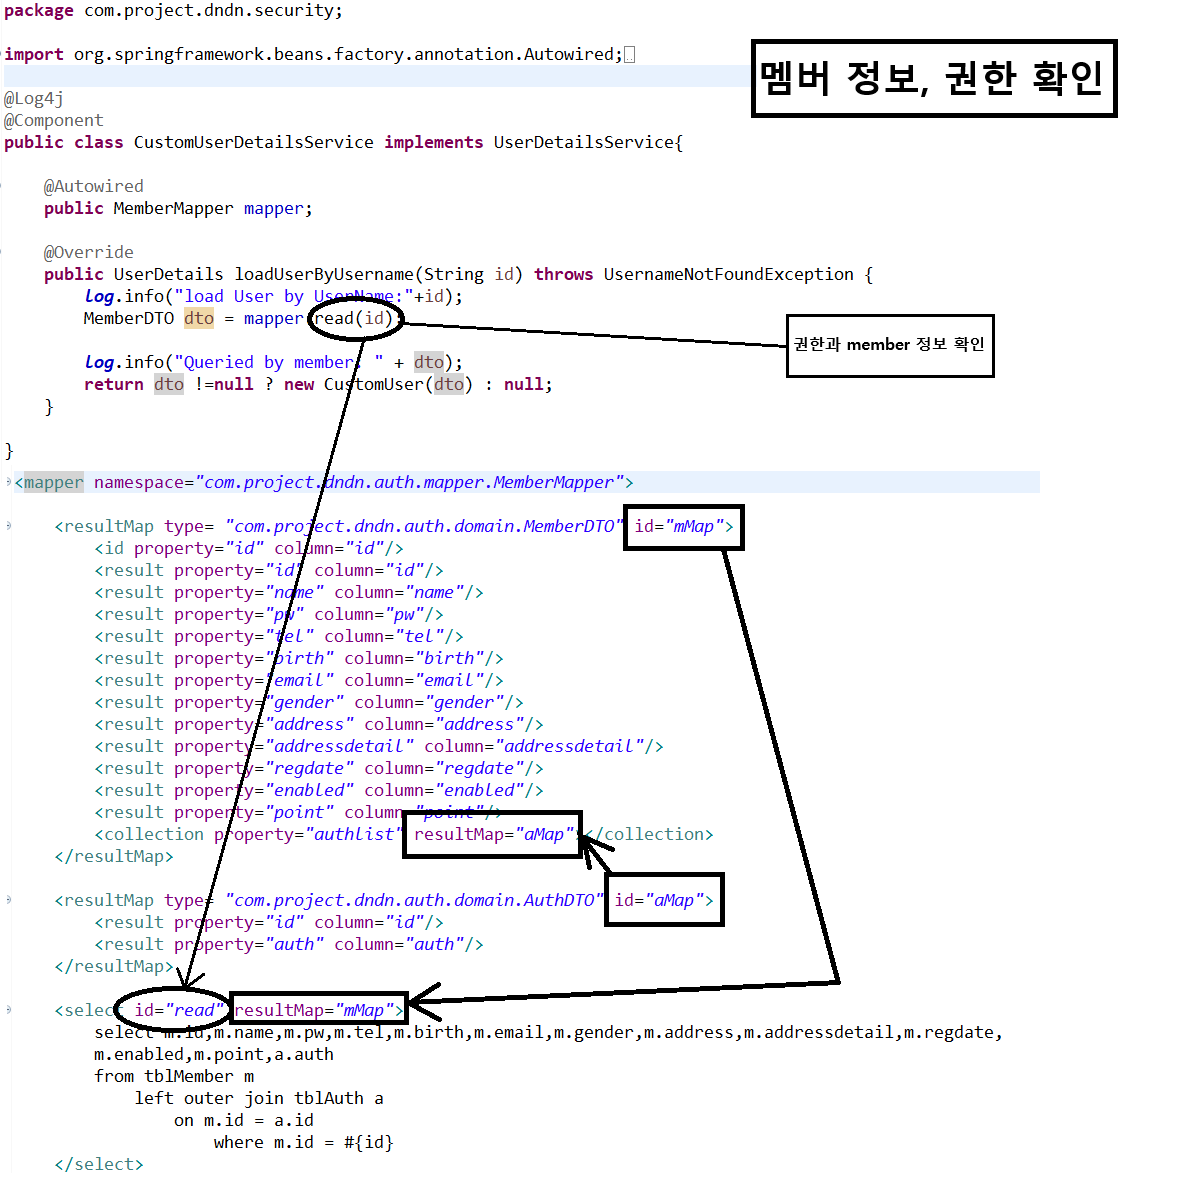 package com.project.dndn.security;
import org.springframework.beans.factory.annotation.Autowired;
멤버 정보, 권한 확인
@Log4j
@Component
public class CustomUserDetailsService implements UserDetailsService{
@Autowired
public MemberMapper mapper;
@Override
public UserDetails loadUserByUsername(String id) throws UsernameNotFoundException {
log.info("load User by UserName:"+id);
MemberDTO dto = mapper.read(id);
권한과 member 정보 확인
log.info("Queried by member: " + dto);
return dto !=null ? new CustomUser(dto) : null;
}
}
<mapper namespace="com.project.dndn.auth.mapper.MemberMapper">
<resultMap type= "com.project.dndn.auth.domain.MemberDTO" id="mMap">
<id property="id" column="id"/>
<result property="id" column="id"/>
<result property="name" column="name"/>
<result property="pw" column="pw"/>
<result property="tel" column="tel"/>
<result property="birth" column="birth"/>
<result property="email" column="email"/>
<result property="gender" column="gender"/>
<result property="address" column="address"/>
<result property="addressdetail" column="addressdetail"/>
<result property="regdate" column="regdate"/>
<result property="enabled" column="enabled"/>
<result property="point" column="point"/>
<collection property="authlist" resultMap="aMap"></collection>
</resultMap>
<resultMap type= "com.project.dndn.auth.domain.AuthDTO" id="aMap">
<result property="id" column="id"/>
<result property="auth" column="auth"/>
</resultMap>
<select id="read" resultMap="mMap">
select m.id,m.name,m.pw,m.tel,m.birth,m.email,m.gender,m.address,m.addressdetail,m.regdate,
m.enabled,m.point,a.auth
from tblMember m
left outer join tblAuth a
on m.id = a.id
where m.id = #{id}
</select>